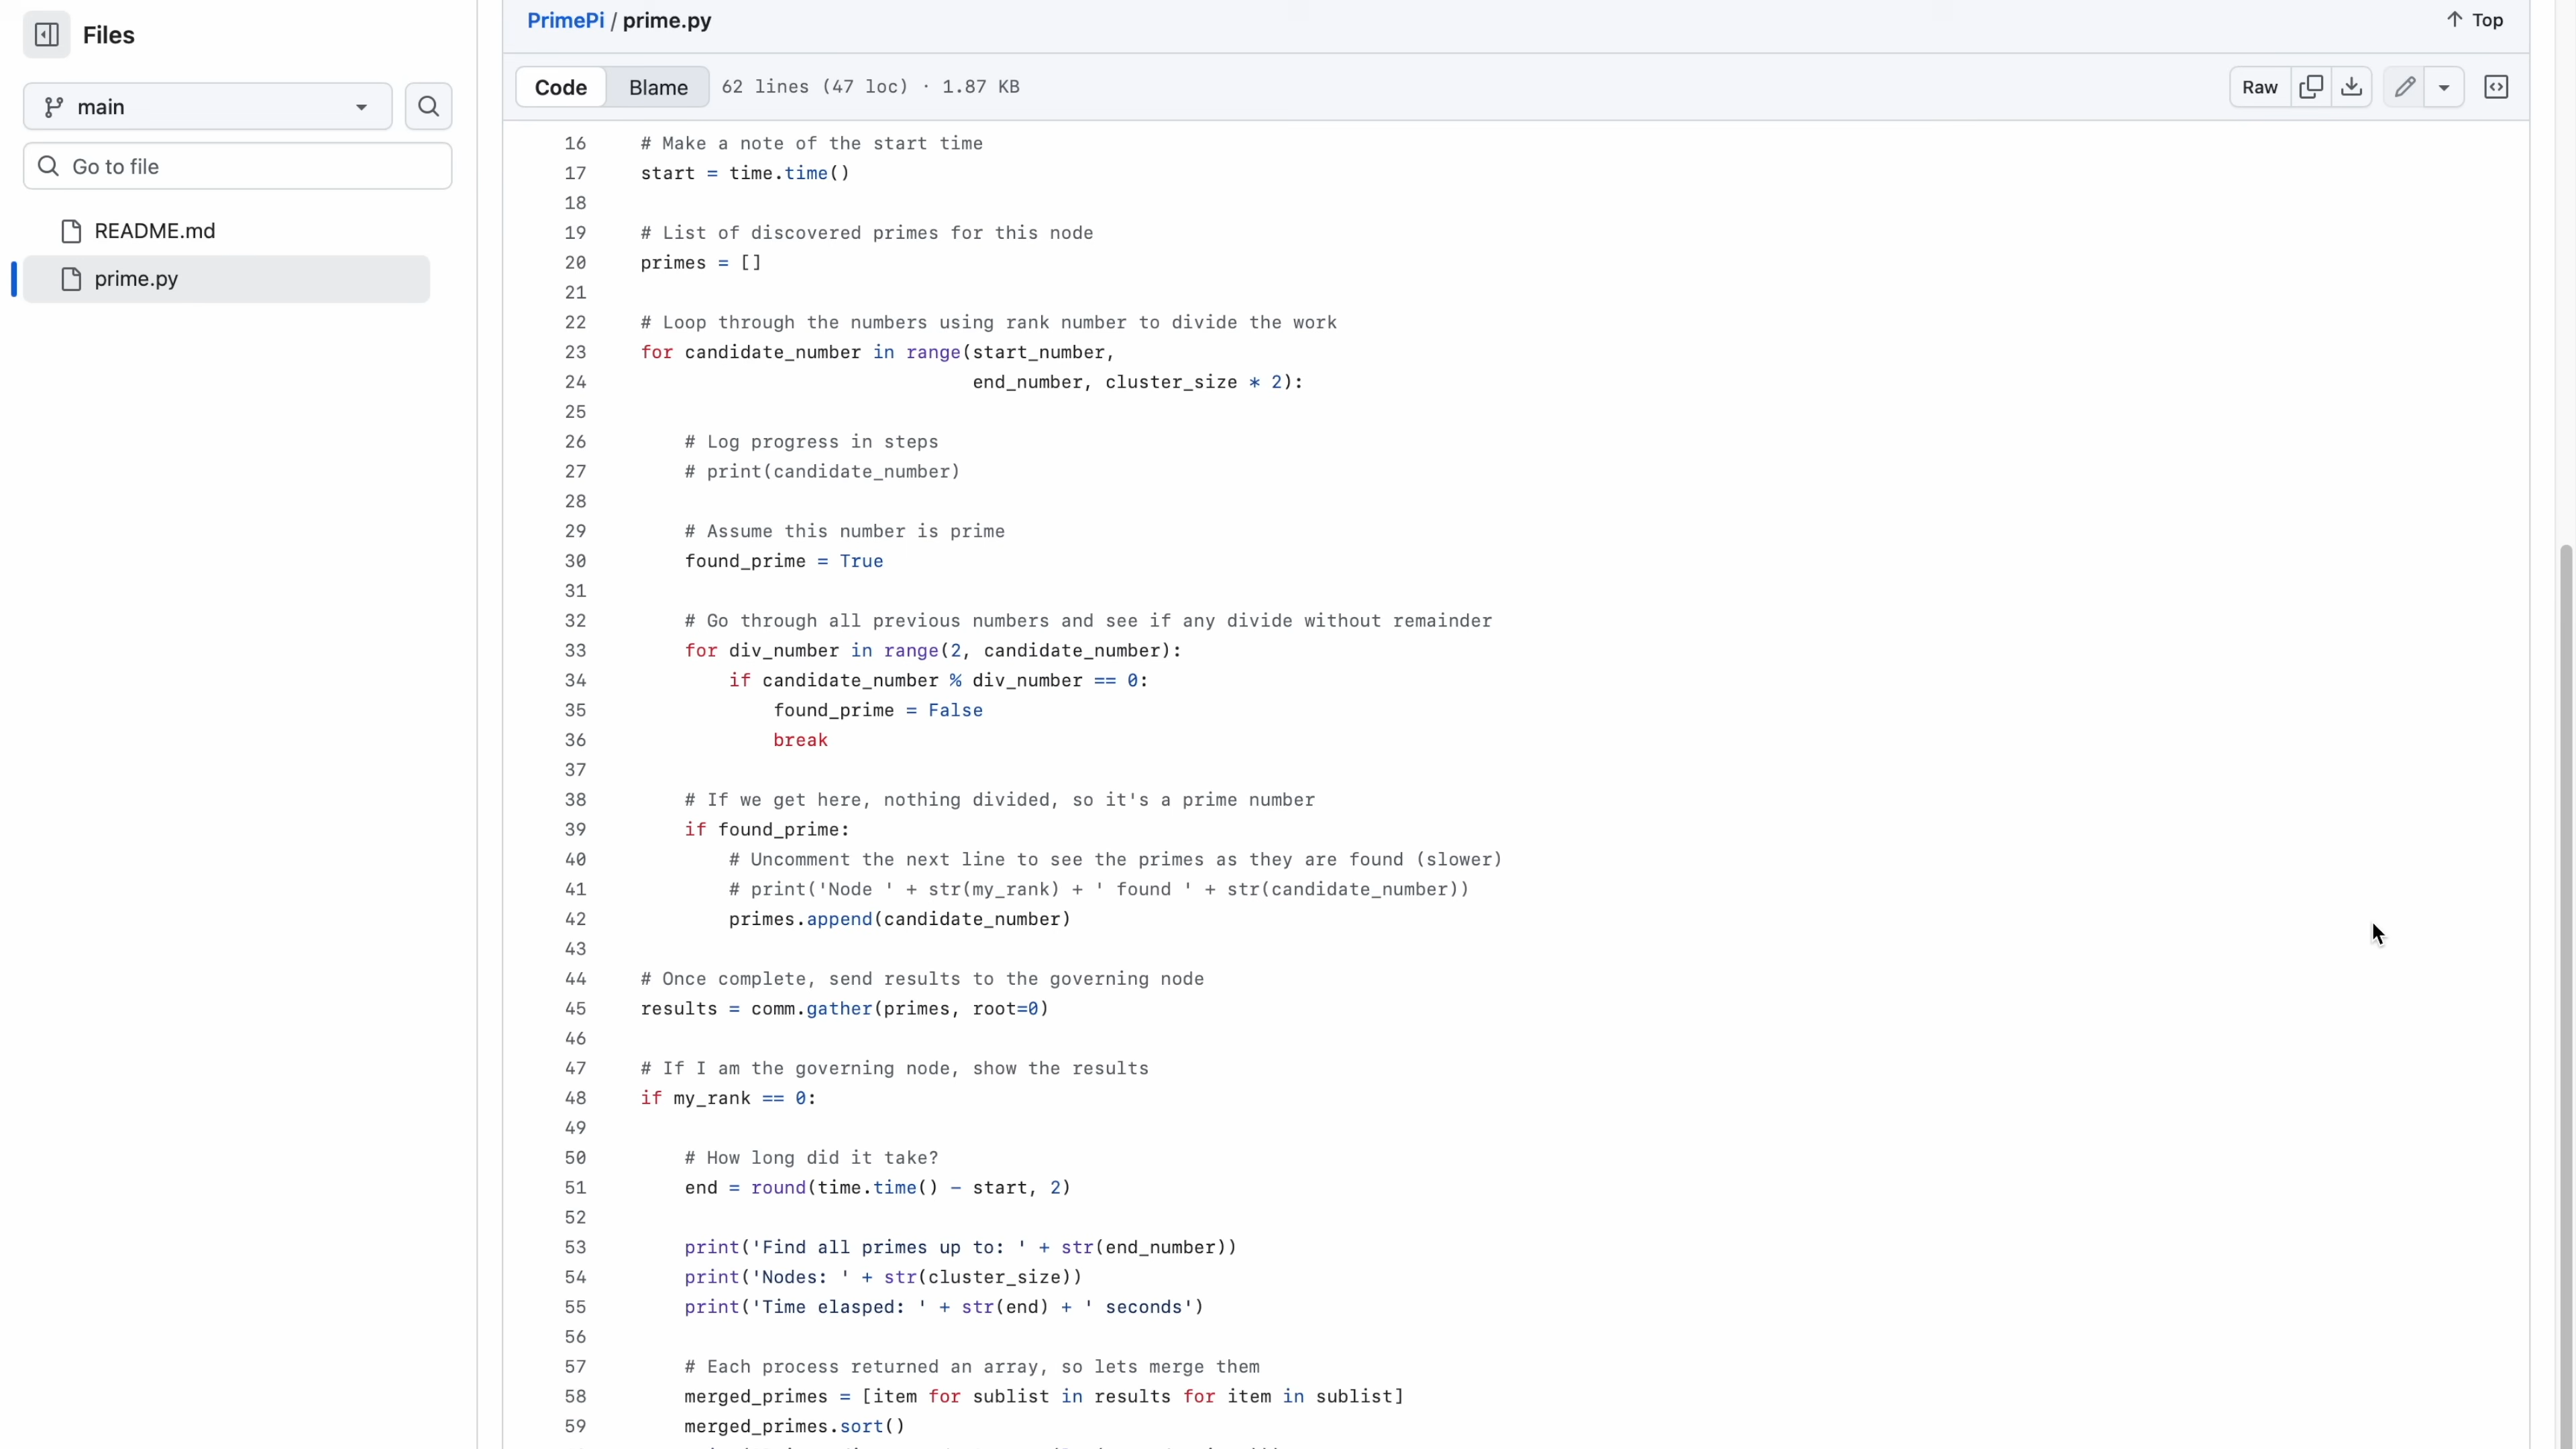 Files
main
Go to file
README.md
prime.py
PrimePi / prime.py
Top
Code Blame 62 lines (47 loc) · 1.87 KB
Raw
16 # Make a note of the start time
17 start = time.time()
18
19 # List of discovered primes for this node
20 primes = []
21
22 # Loop through the numbers using rank number to divide the work
23 for candidate_number in range(start_number,
24 end_number, cluster_size * 2):
25
26 # Log progress in steps
27 # print(candidate_number)
28
29 # Assume this number is prime
30 found_prime = True
31
32 # Go through all previous numbers and see if any divide without remainder
33 for div_number in range(2, candidate_number):
34 if candidate_number % div_number == 0:
35 found_prime = False
36 break
37
38 # If we get here, nothing divided, so it's a prime number
39 if found_prime:
40 # Uncomment the next line to see the primes as they are found (slower)
41 # print('Node ' + str(my_rank) + ' found ' + str(candidate_number))
42 primes.append(candidate_number)
43
44 # Once complete, send results to the governing node
45 results = comm.gather(primes, root=0)
46
47 # If I am the governing node, show the results
48 if my_rank == 0:
49
50 # How long did it take?
51 end = round(time.time() - start, 2)
52
53 print('Find all primes up to: ' + str(end_number))
54 print('Nodes: ' + str(cluster_size))
55 print('Time elasped: ' + str(end) + ' seconds')
56
57 # Each process returned an array, so lets merge them
58 merged_primes = [item for sublist in results for item in sublist]
59 merged_primes.sort()